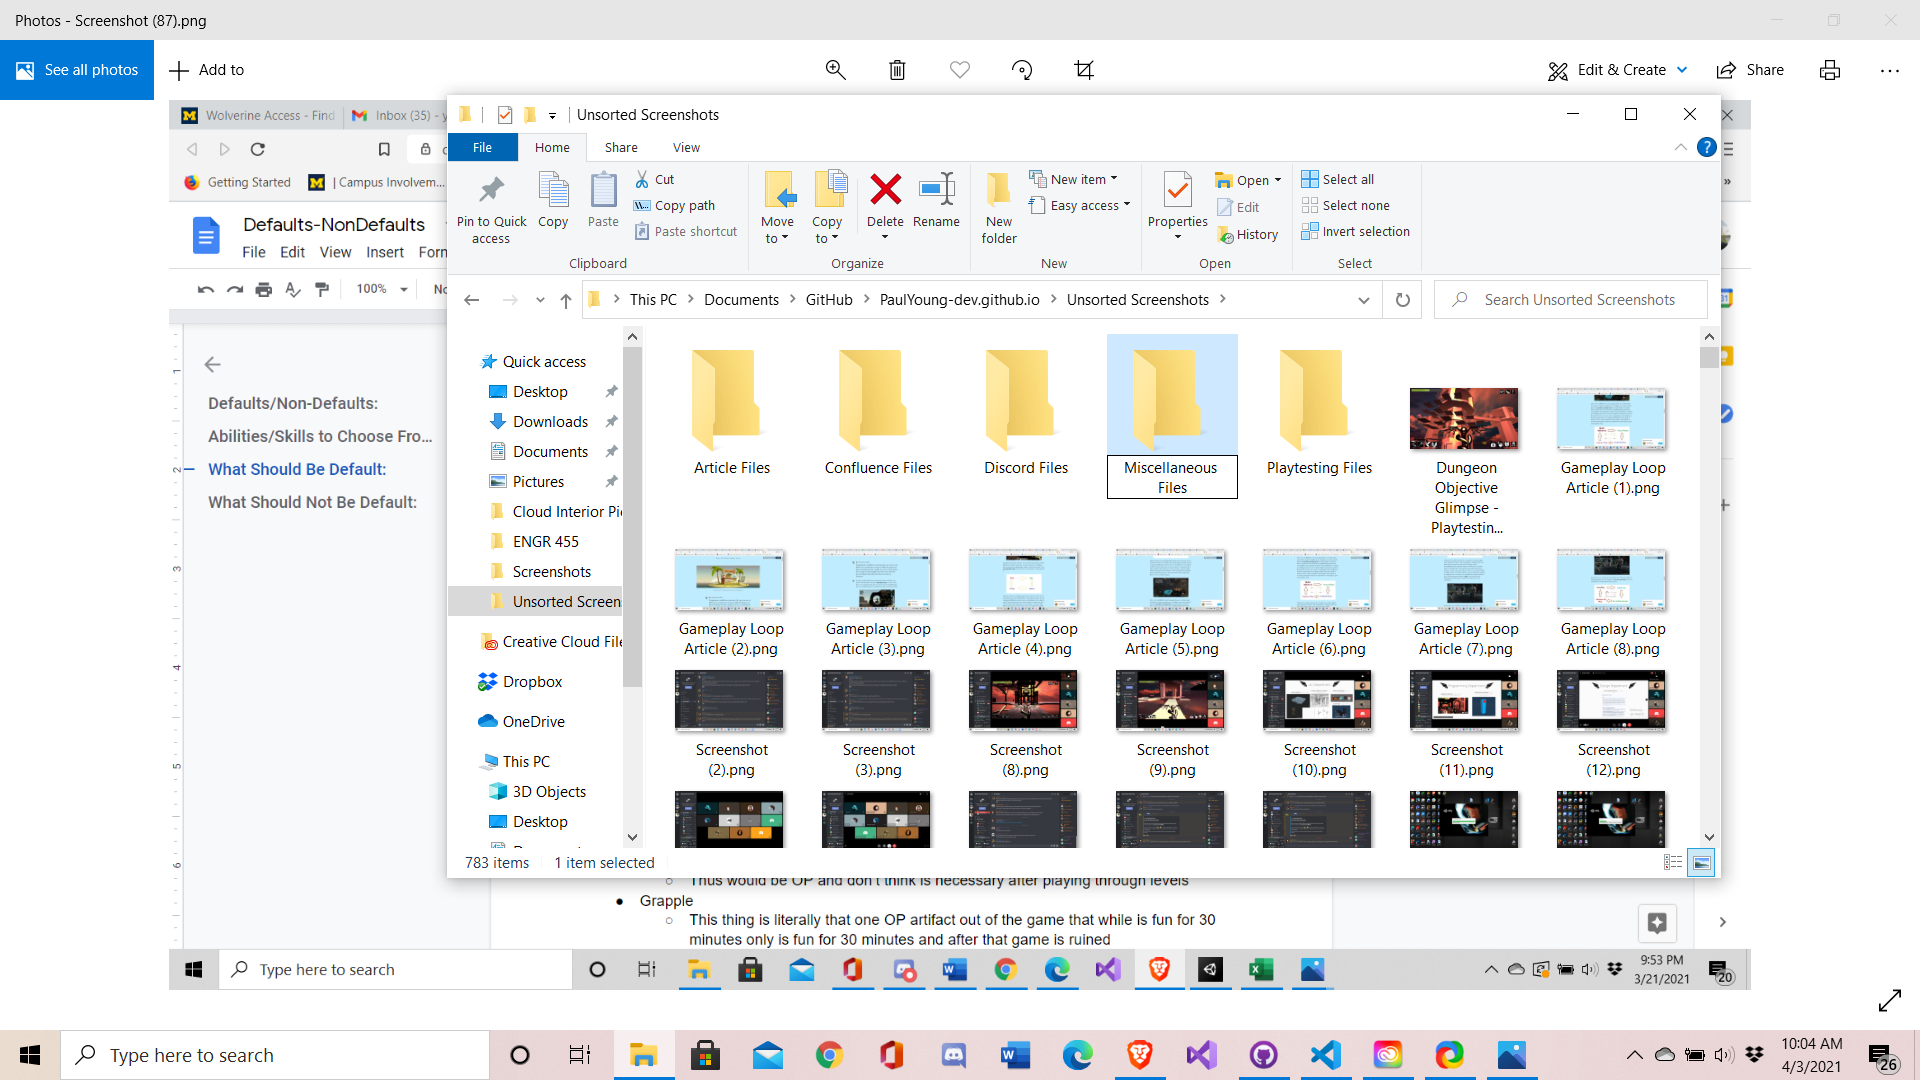 Photos - Screenshot (87).png
See all photos
Add to
Edit & Create
Share
Wolverine Access - Find
Inbox (35) - y
Unsorted Screenshots
File
Home
Share
View
Getting Started
| Campus Involvem...
Pin to Quick access
Copy
Paste
Cut
Copy path
Paste shortcut
Move to
Copy to
Delete
Rename
New folder
New item
Easy access
Properties
Open
Edit
History
Select all
Select none
Invert selection
Clipboard
Organize
New
Open
Select
Defaults-NonDefaults
File Edit View Insert Forn
100%
This PC
Documents
GitHub
PaulYoung-dev.github.io
Unsorted Screenshots
Search Unsorted Screenshots
Defaults/Non-Defaults:
Abilities/Skills to Choose Fro...
What Should Be Default:
What Should Not Be Default:
Quick access
Desktop
Downloads
Documents
Pictures
Cloud Interior Pi
ENGR 455
Screenshots
Unsorted Screen
Creative Cloud File
Dropbox
OneDrive
This PC
3D Objects
Desktop
Article Files
Confluence Files
Discord Files
Miscellaneous Files
Playtesting Files
Dungeon Objective Glimpse - Playtestin...
Gameplay Loop Article (1).png
Gameplay Loop Article (2).png
Gameplay Loop Article (3).png
Gameplay Loop Article (4).png
Gameplay Loop Article (5).png
Gameplay Loop Article (6).png
Gameplay Loop Article (7).png
Gameplay Loop Article (8).png
Screenshot (2).png
Screenshot (3).png
Screenshot (8).png
Screenshot (9).png
Screenshot (10).png
Screenshot (11).png
Screenshot (12).png
783 items
1 item selected
Thus would be OP and don't think is necessary after playing through levels
Grapple
This thing is literally that one OP artifact out of the game that while is fun for 30
minutes only is fun for 30 minutes and after that game is ruined
Type here to search
9:53 PM
3/21/2021
20
Type here to search
10:04 AM
4/3/2021
26